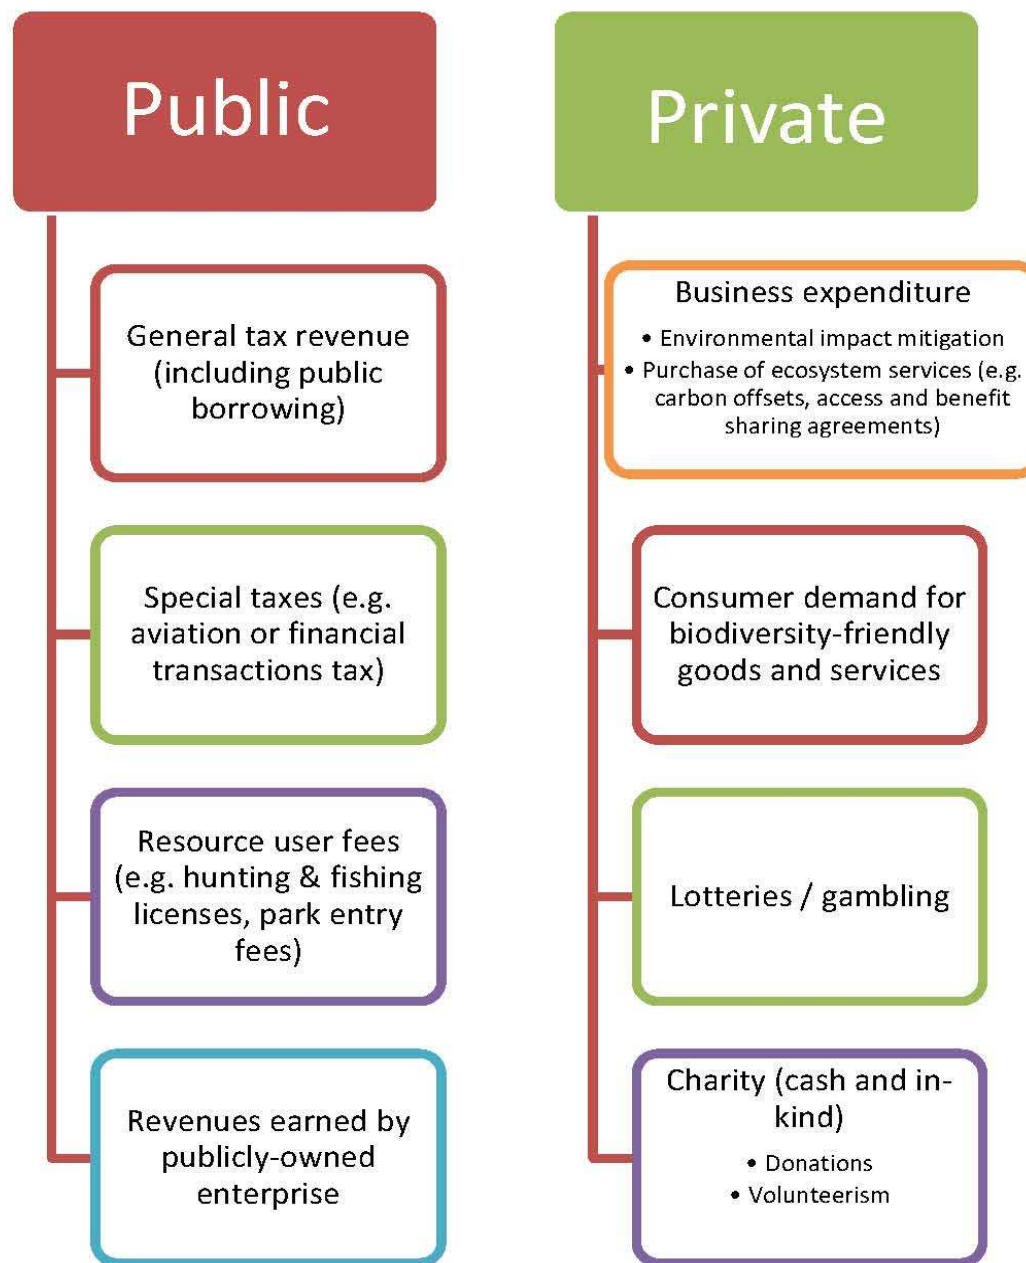 Public
General tax revenue
(including public
borrowing)
Special taxes (e.g.
aviation or financial
transactions tax)
Resource user fees
(e.g. hunting & fishing
licenses, park entry
fees)
Revenues earned by
publicly-owned
enterprise
Private
Business expenditure
• Environmental impact mitigation
• Purchase of ecosystem services (e.g.
carbon offsets, access and benefit
sharing agreements)
Consumer demand for
biodiversity-friendly
goods and services
Lotteries / gambling
Charity (cash and in-
kind)
• Donations
• Volunteerism